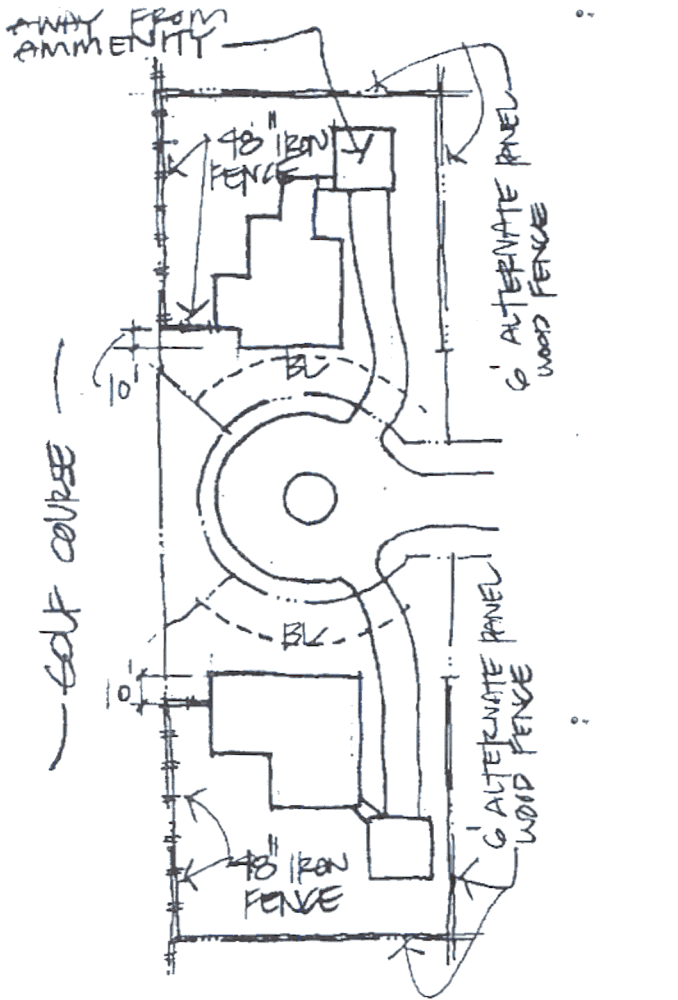 AWAY FROM
AMMENITY
48" IRON
FENCE
6' ALTERNATE PANEL
WOOD FENCE
10'
BL
GOLF COURSE
BL
10'
6' ALTERNATE PANEL
WOOD FENCE
48" IRON
FENCE